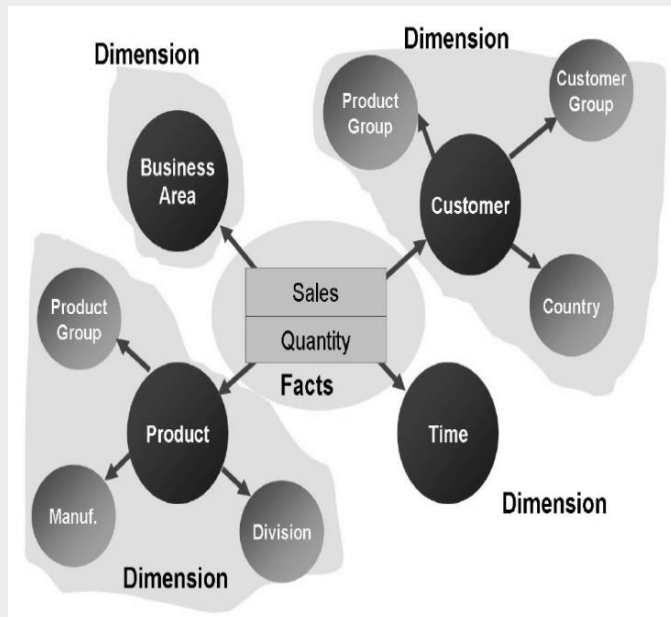 Dimension
Business
Area
Dimension
Product
Group
Customer
Group
Customer
Country
Sales
Quantity
Facts
Product
Group
Product
Manuf.
Division
Dimension
Time
Dimension